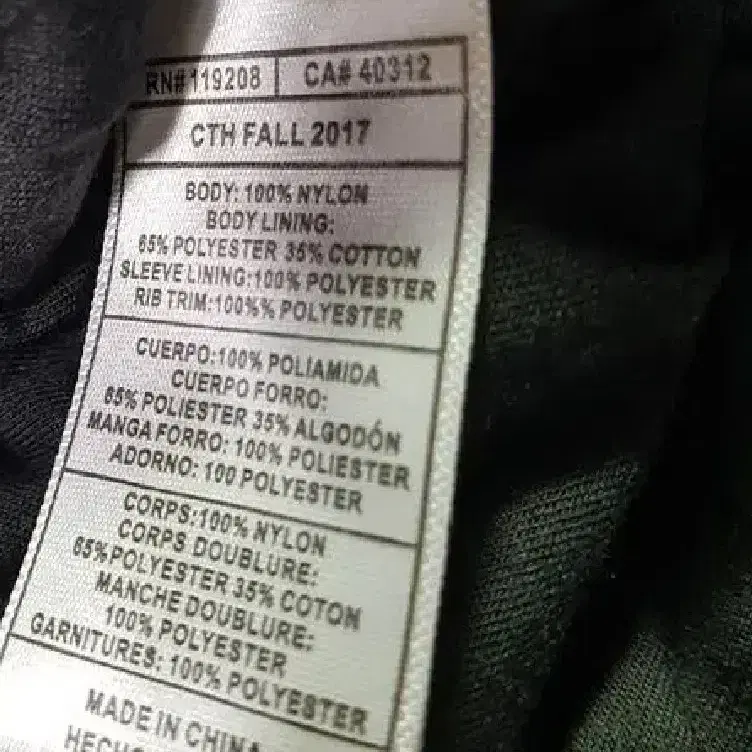 RN# 119208 CA# 40312
CTH FALL 2017
BODY: 100% NYLON
BODY LINING:
65% POLYESTER 35% COTTON
SLEEVE LINING:100% POLYESTER
RIB TRIM:100%% POLYESTER
CUERPO:100% POLIAMIDA
CUERPO FORRO:
65% POLIESTER 35% ALGODÓN
MANGA FORRO: 100% POLIESTER
ADORNO: 100 POLYESTER
CORPS:100% NYLON
CORPS DOUBLURE:
65%POLYESTER 35% COTON
MANCHE DOUBLURE:
100% POLYESTER
GARNITURES: 100% POLYESTER
MADE IN CHINA